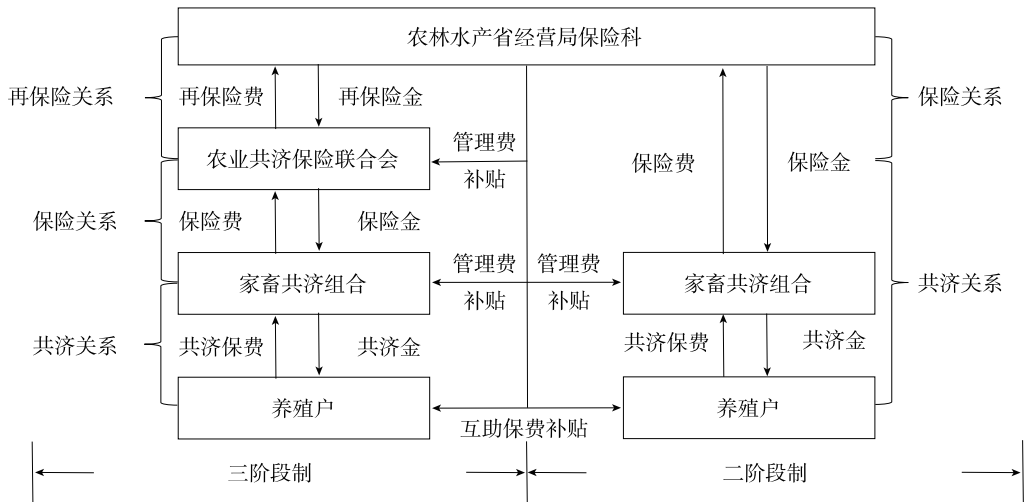 农林水产省经营局保险科
再保险关系
再保险费
再保险金
保险关系
农业共济保险联合会
管理费
补贴
保险费
保险金
保险关系
保险费
保险金
家畜共济组合
管理费
补贴
管理费
补贴
家畜共济组合
共济关系
共济关系
共济保费
共济金
共济保费
共济金
养殖户
互助保费补贴
养殖户
三阶段制
二阶段制